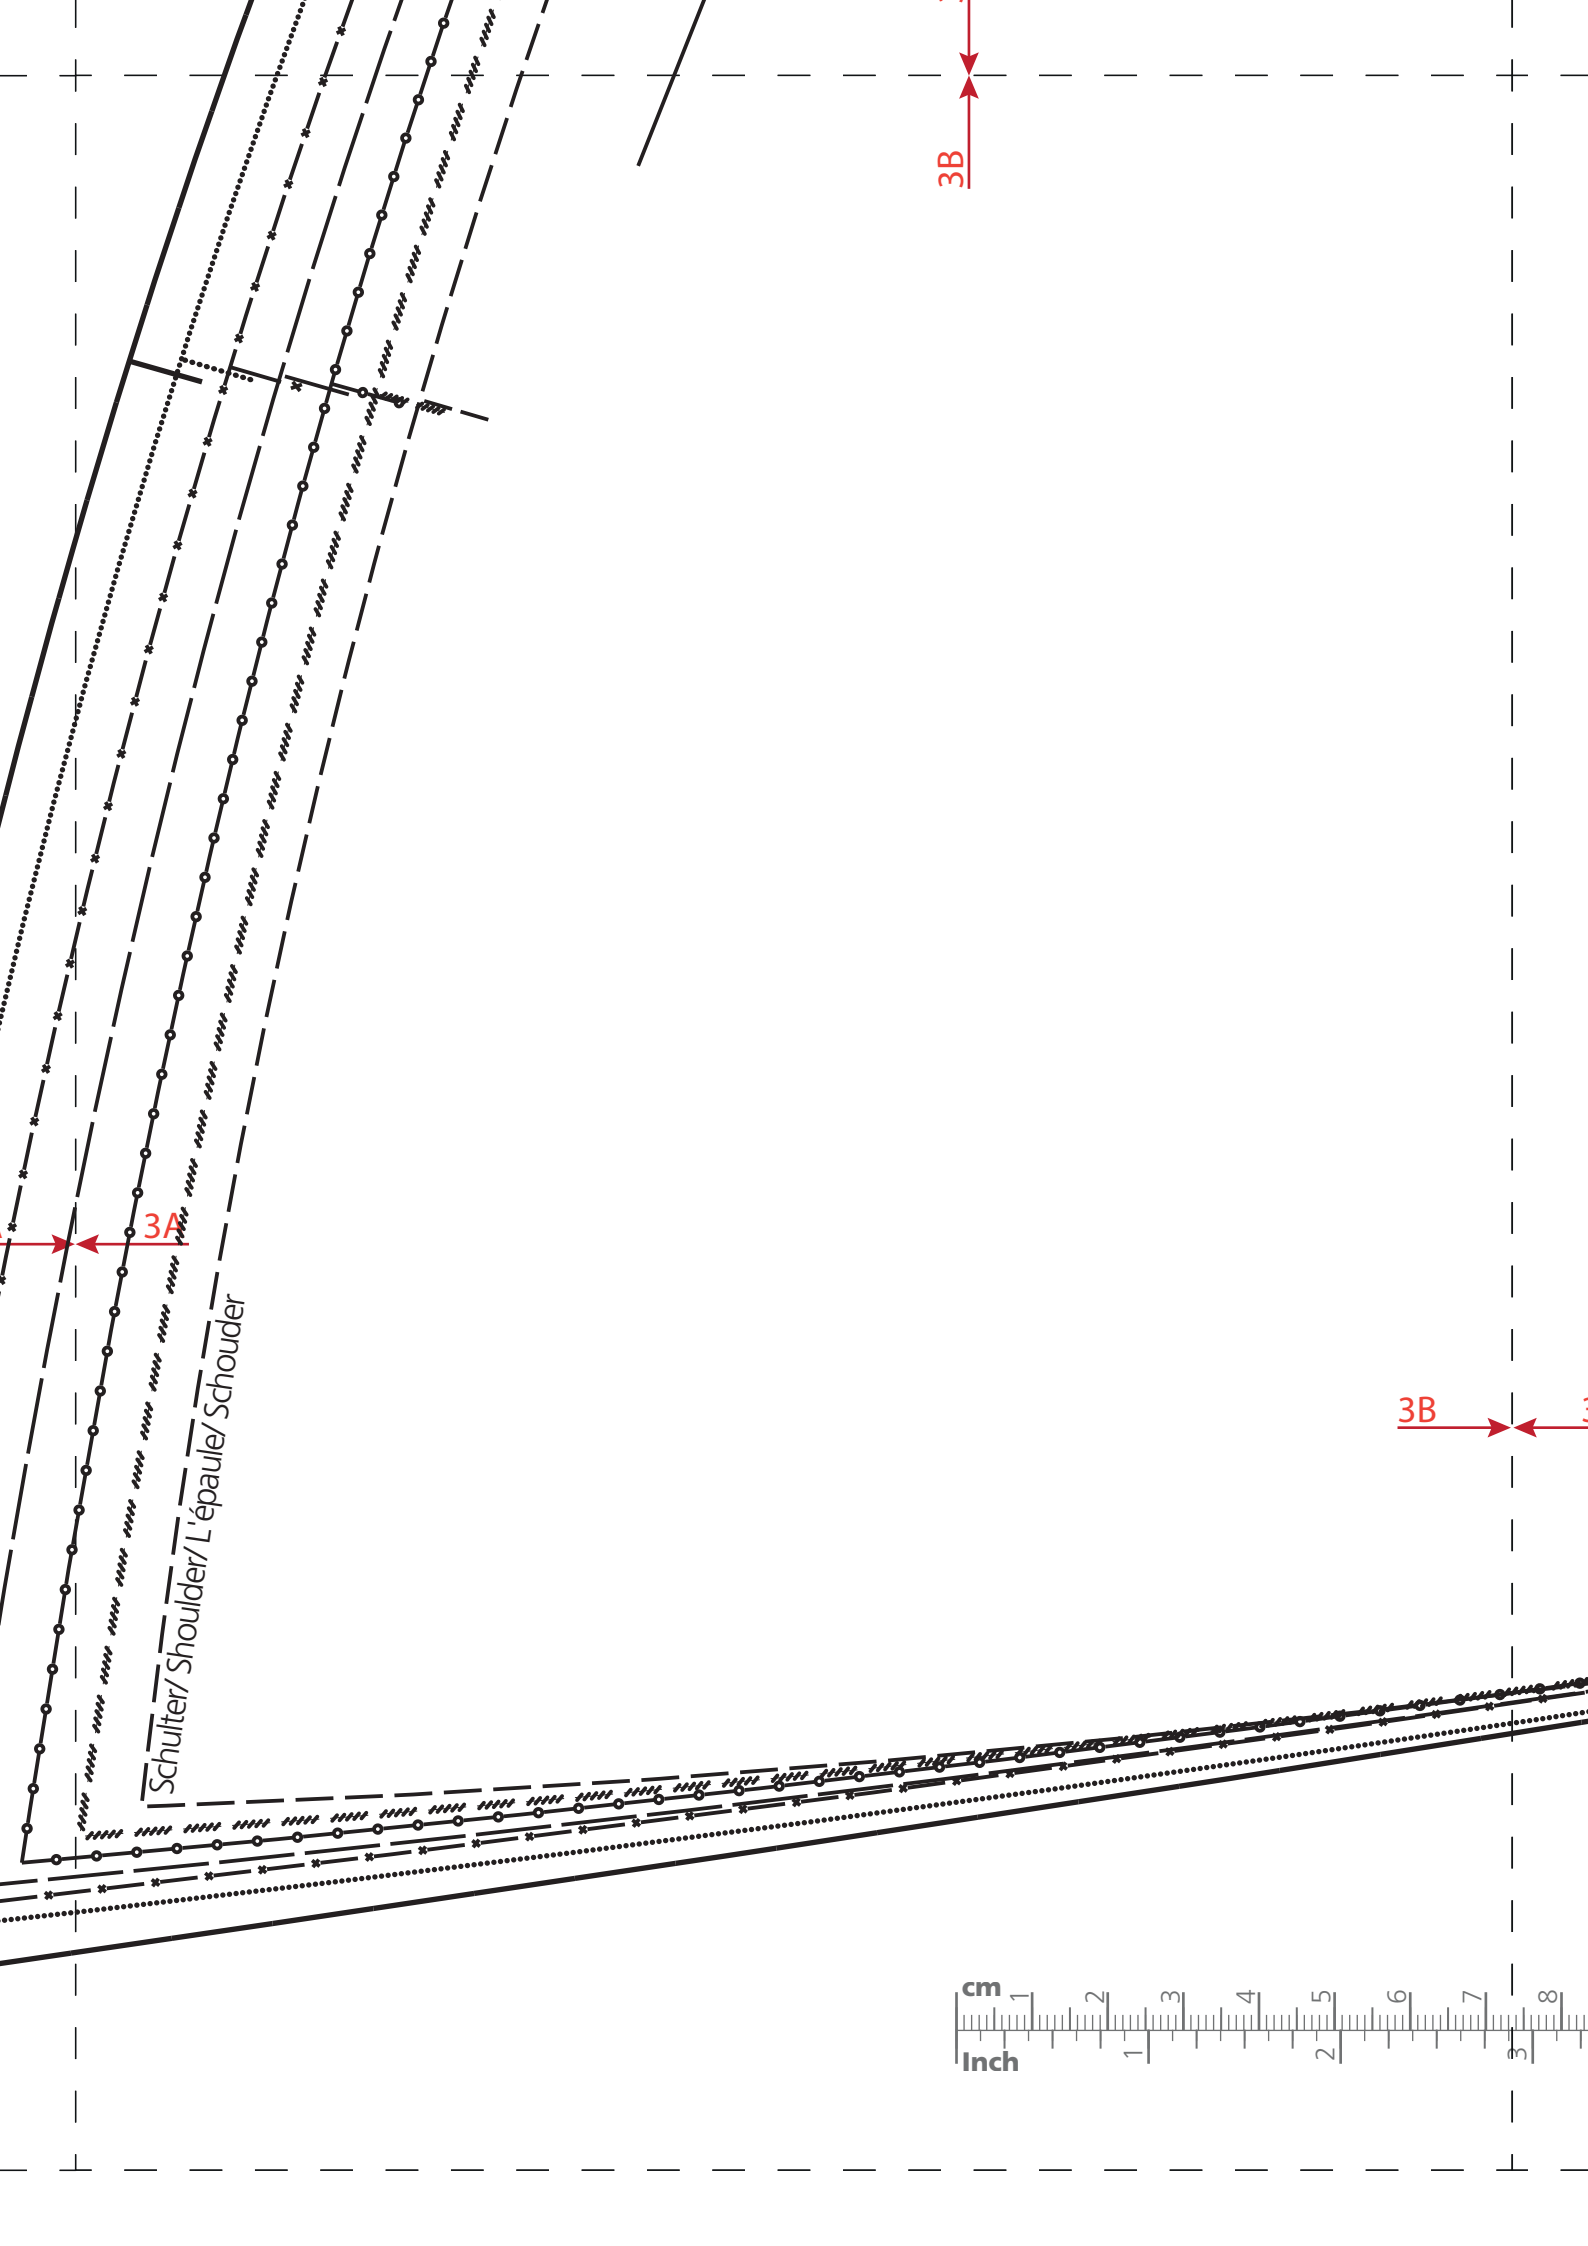 3B
3A
Schulter/ Shoulder/ L'épaule/ Schouder
3B
cm 1 2 3 4 5 6 7 8
Inch 1 2 3